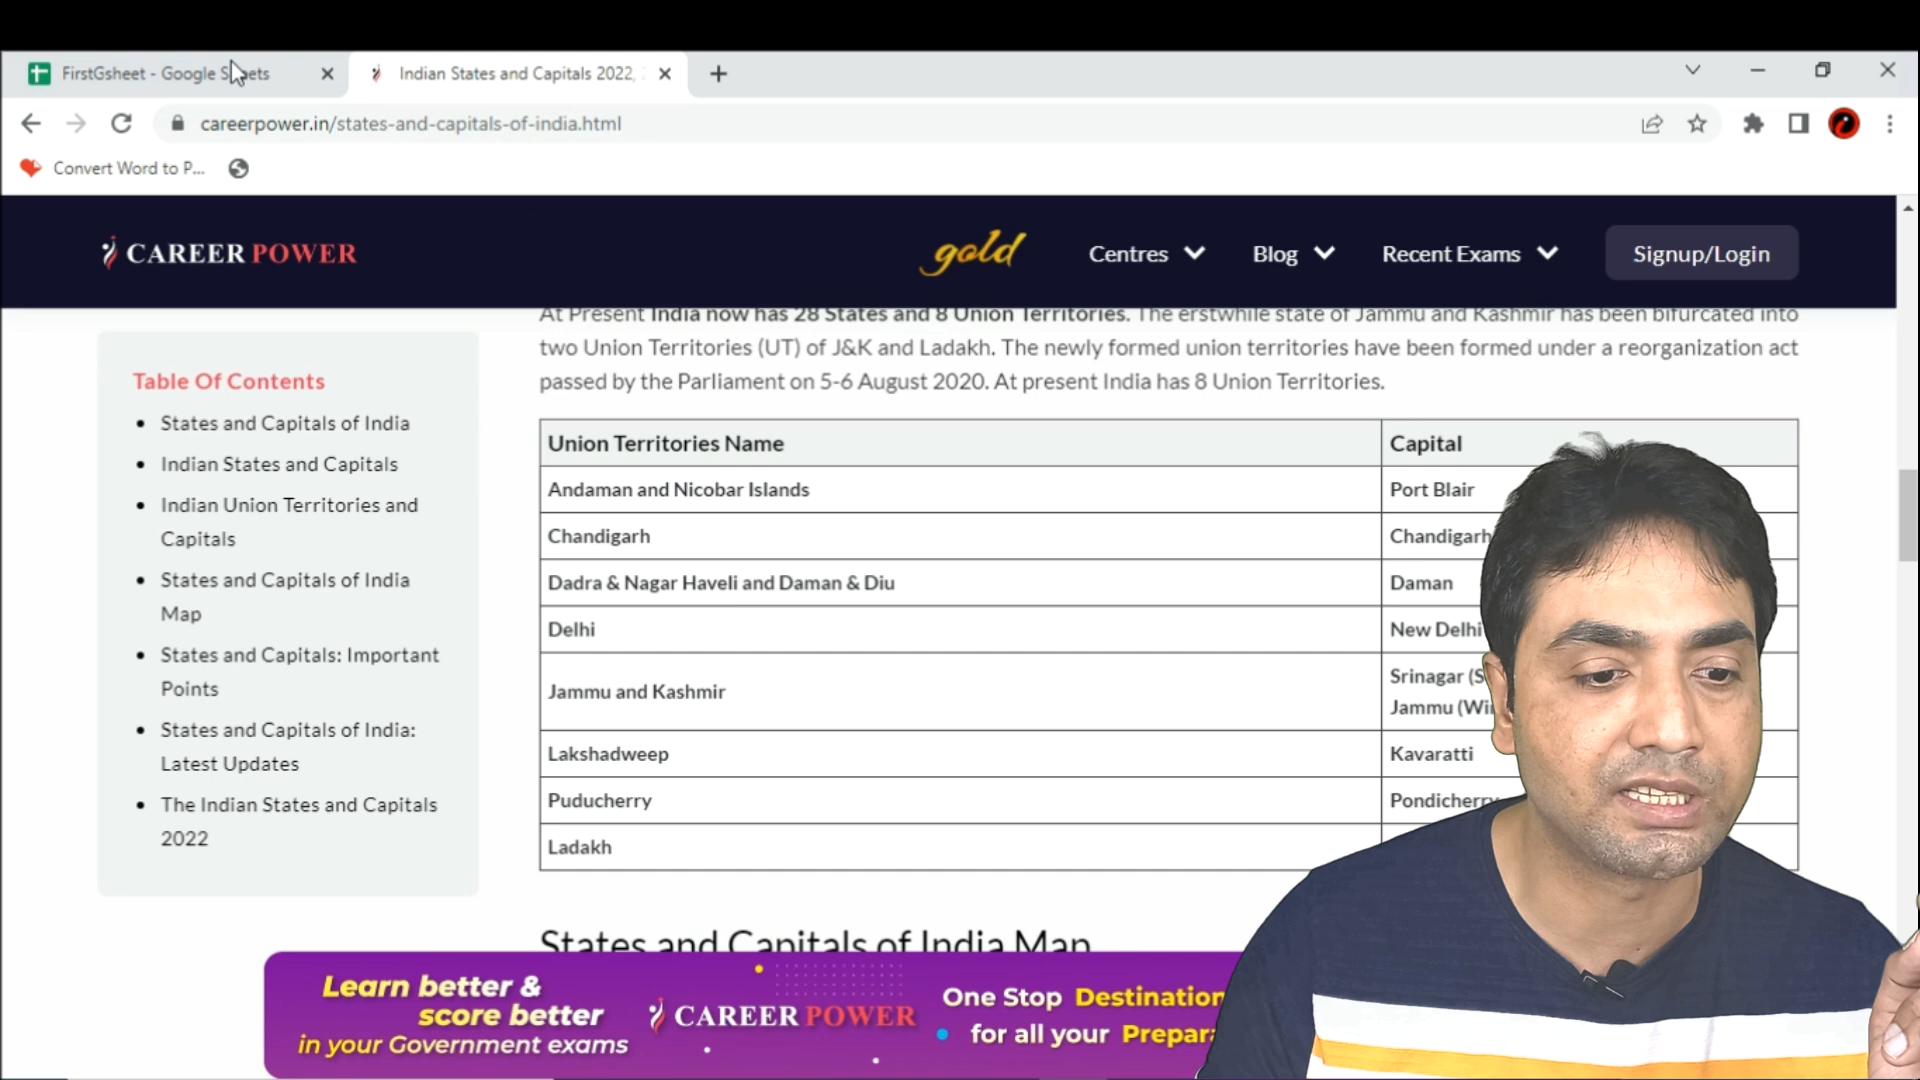 FirstGsheet - Google Sheets
Indian States and Capitals 2022,
careerpower.in/states-and-capitals-of-india.html
Convert Word to P...
CAREER POWER
gold
Centres
Blog
Recent Exams
Signup/Login
At Present India now has 28 States and 8 Union Territories. The erstwhile state of Jammu and Kashmir has been bifurcated into
two Union Territories (UT) of J&K and Ladakh. The newly formed union territories have been formed under a reorganization act
passed by the Parliament on 5-6 August 2020. At present India has 8 Union Territories.
Table Of Contents
States and Capitals of India
Indian States and Capitals
Indian Union Territories and
Capitals
States and Capitals of India
Map
States and Capitals: Important
Points
States and Capitals of India:
Latest Updates
The Indian States and Capitals
2022
Union Territories Name Capital
Andaman and Nicobar Islands Port Blair
Chandigarh Chandigarh
Dadra & Nagar Haveli and Daman & Diu Daman
Delhi New Delhi
Jammu and Kashmir Srinagar (S
Jammu (Wi
Lakshadweep Kavaratti
Puducherry Pondicherry
Ladakh
States and Capitals of India Map
Learn better &
score better
in your Government exams
CAREER POWER
One Stop Destination
for all your Prepar